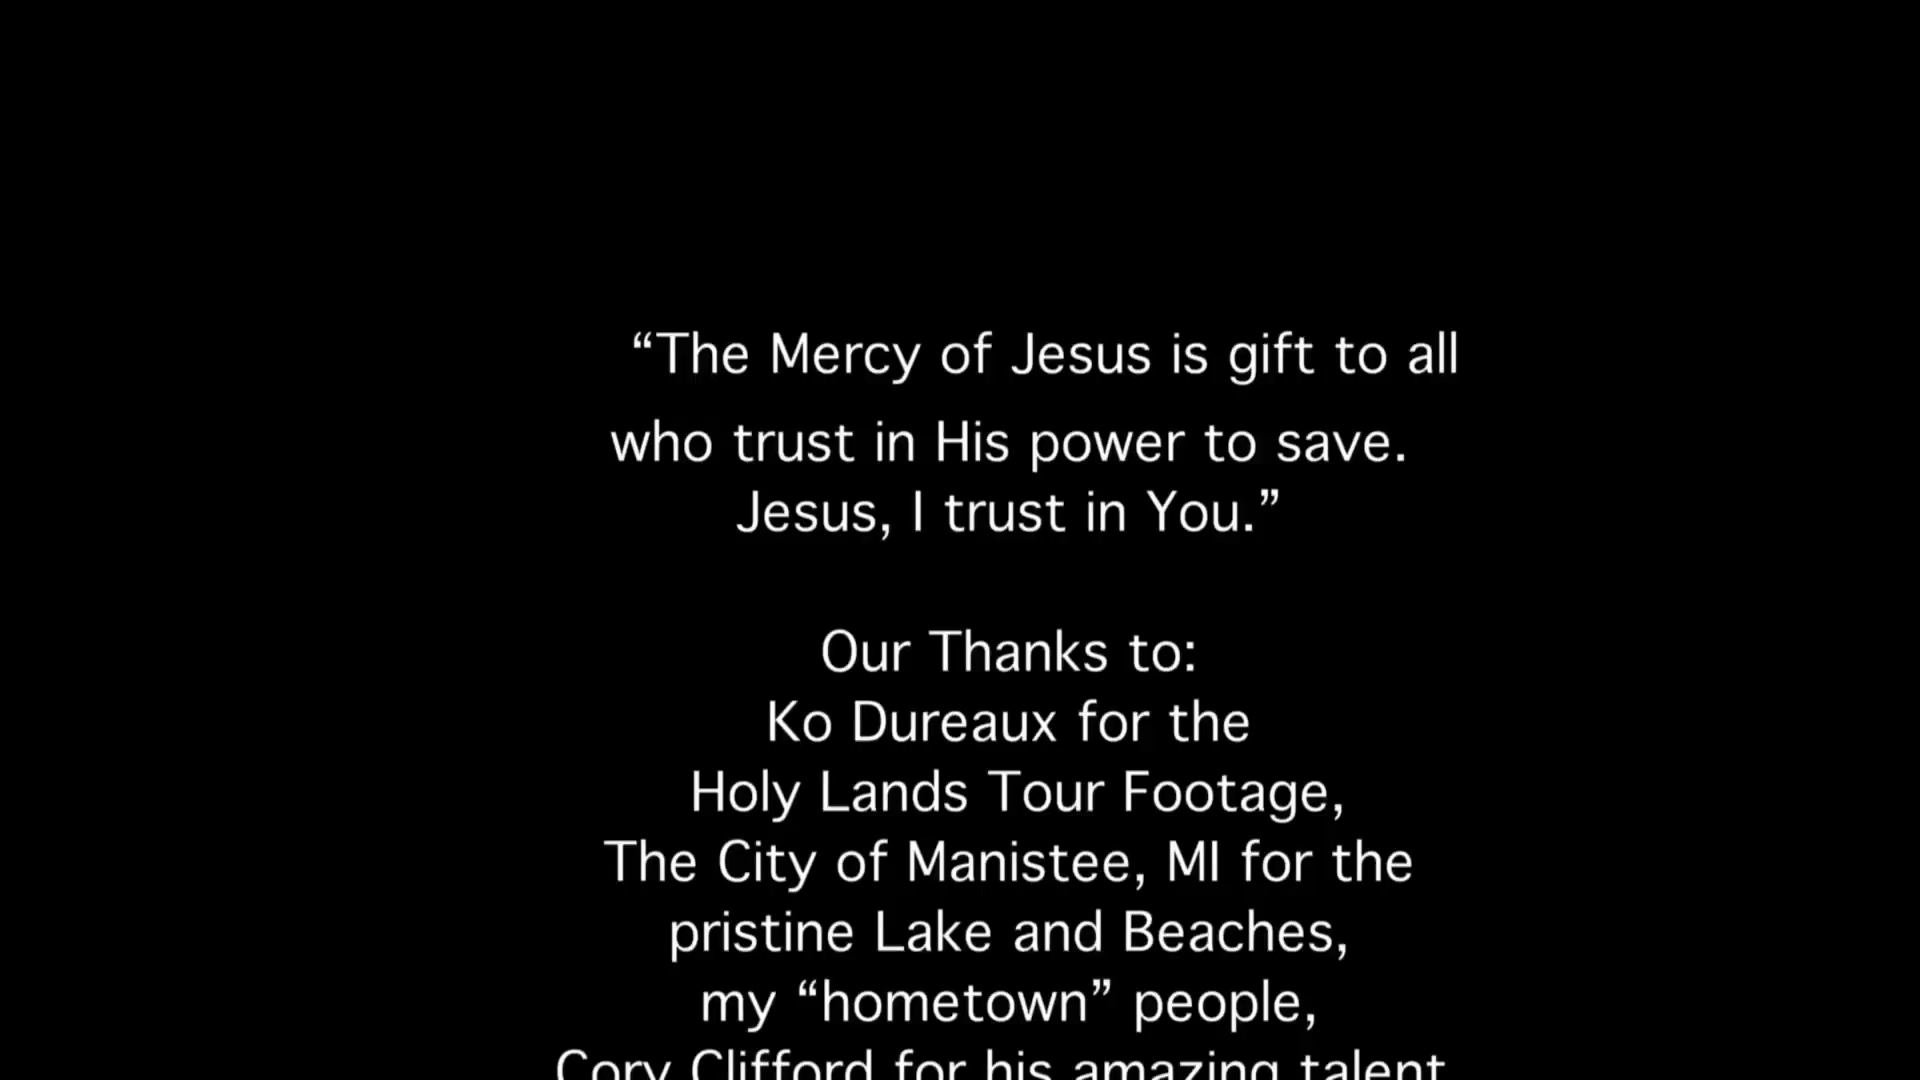 “The Mercy of Jesus is gift to all
who trust in His power to save.
Jesus, I trust in You.”
Our Thanks to:
Ko Dureaux for the
Holy Lands Tour Footage,
The City of Manistee, MI for the
pristine Lake and Beaches,
my “hometown” people,
Cory Clifford for his amazing talent